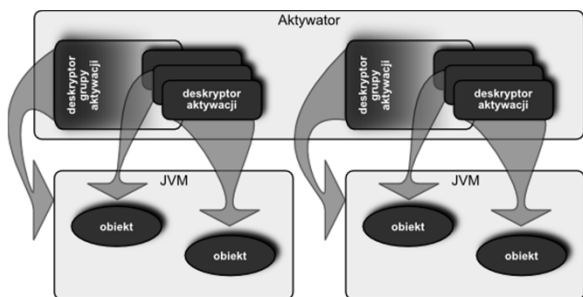 Aktywator
deskryptor
grupy
aktywacji
deskryptor
aktywacji
deskryptor
grupy
aktywacji
deskryptor
aktywacji
JVM
obiekt
obiekt
JVM
obiekt
obiekt